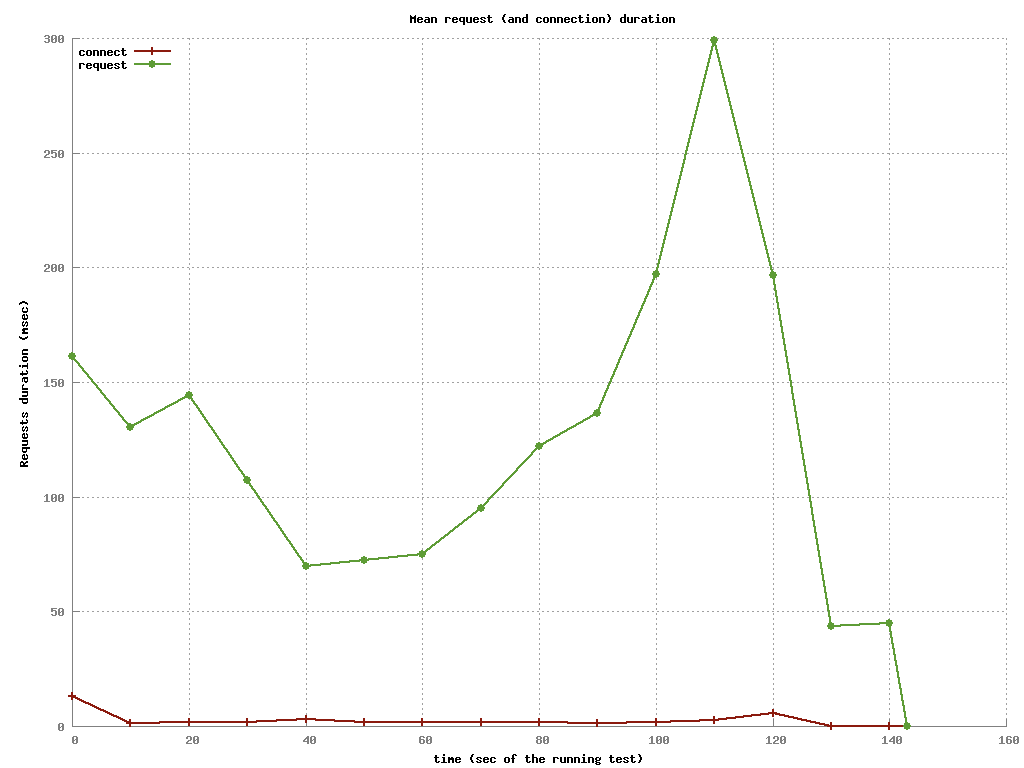 Mean request (and connection) duration
300
connect
request
250
200
150
100
50
0
Requests duration (msec)
0 20 40 60 80 100 120 140 160
time (sec of the running test)